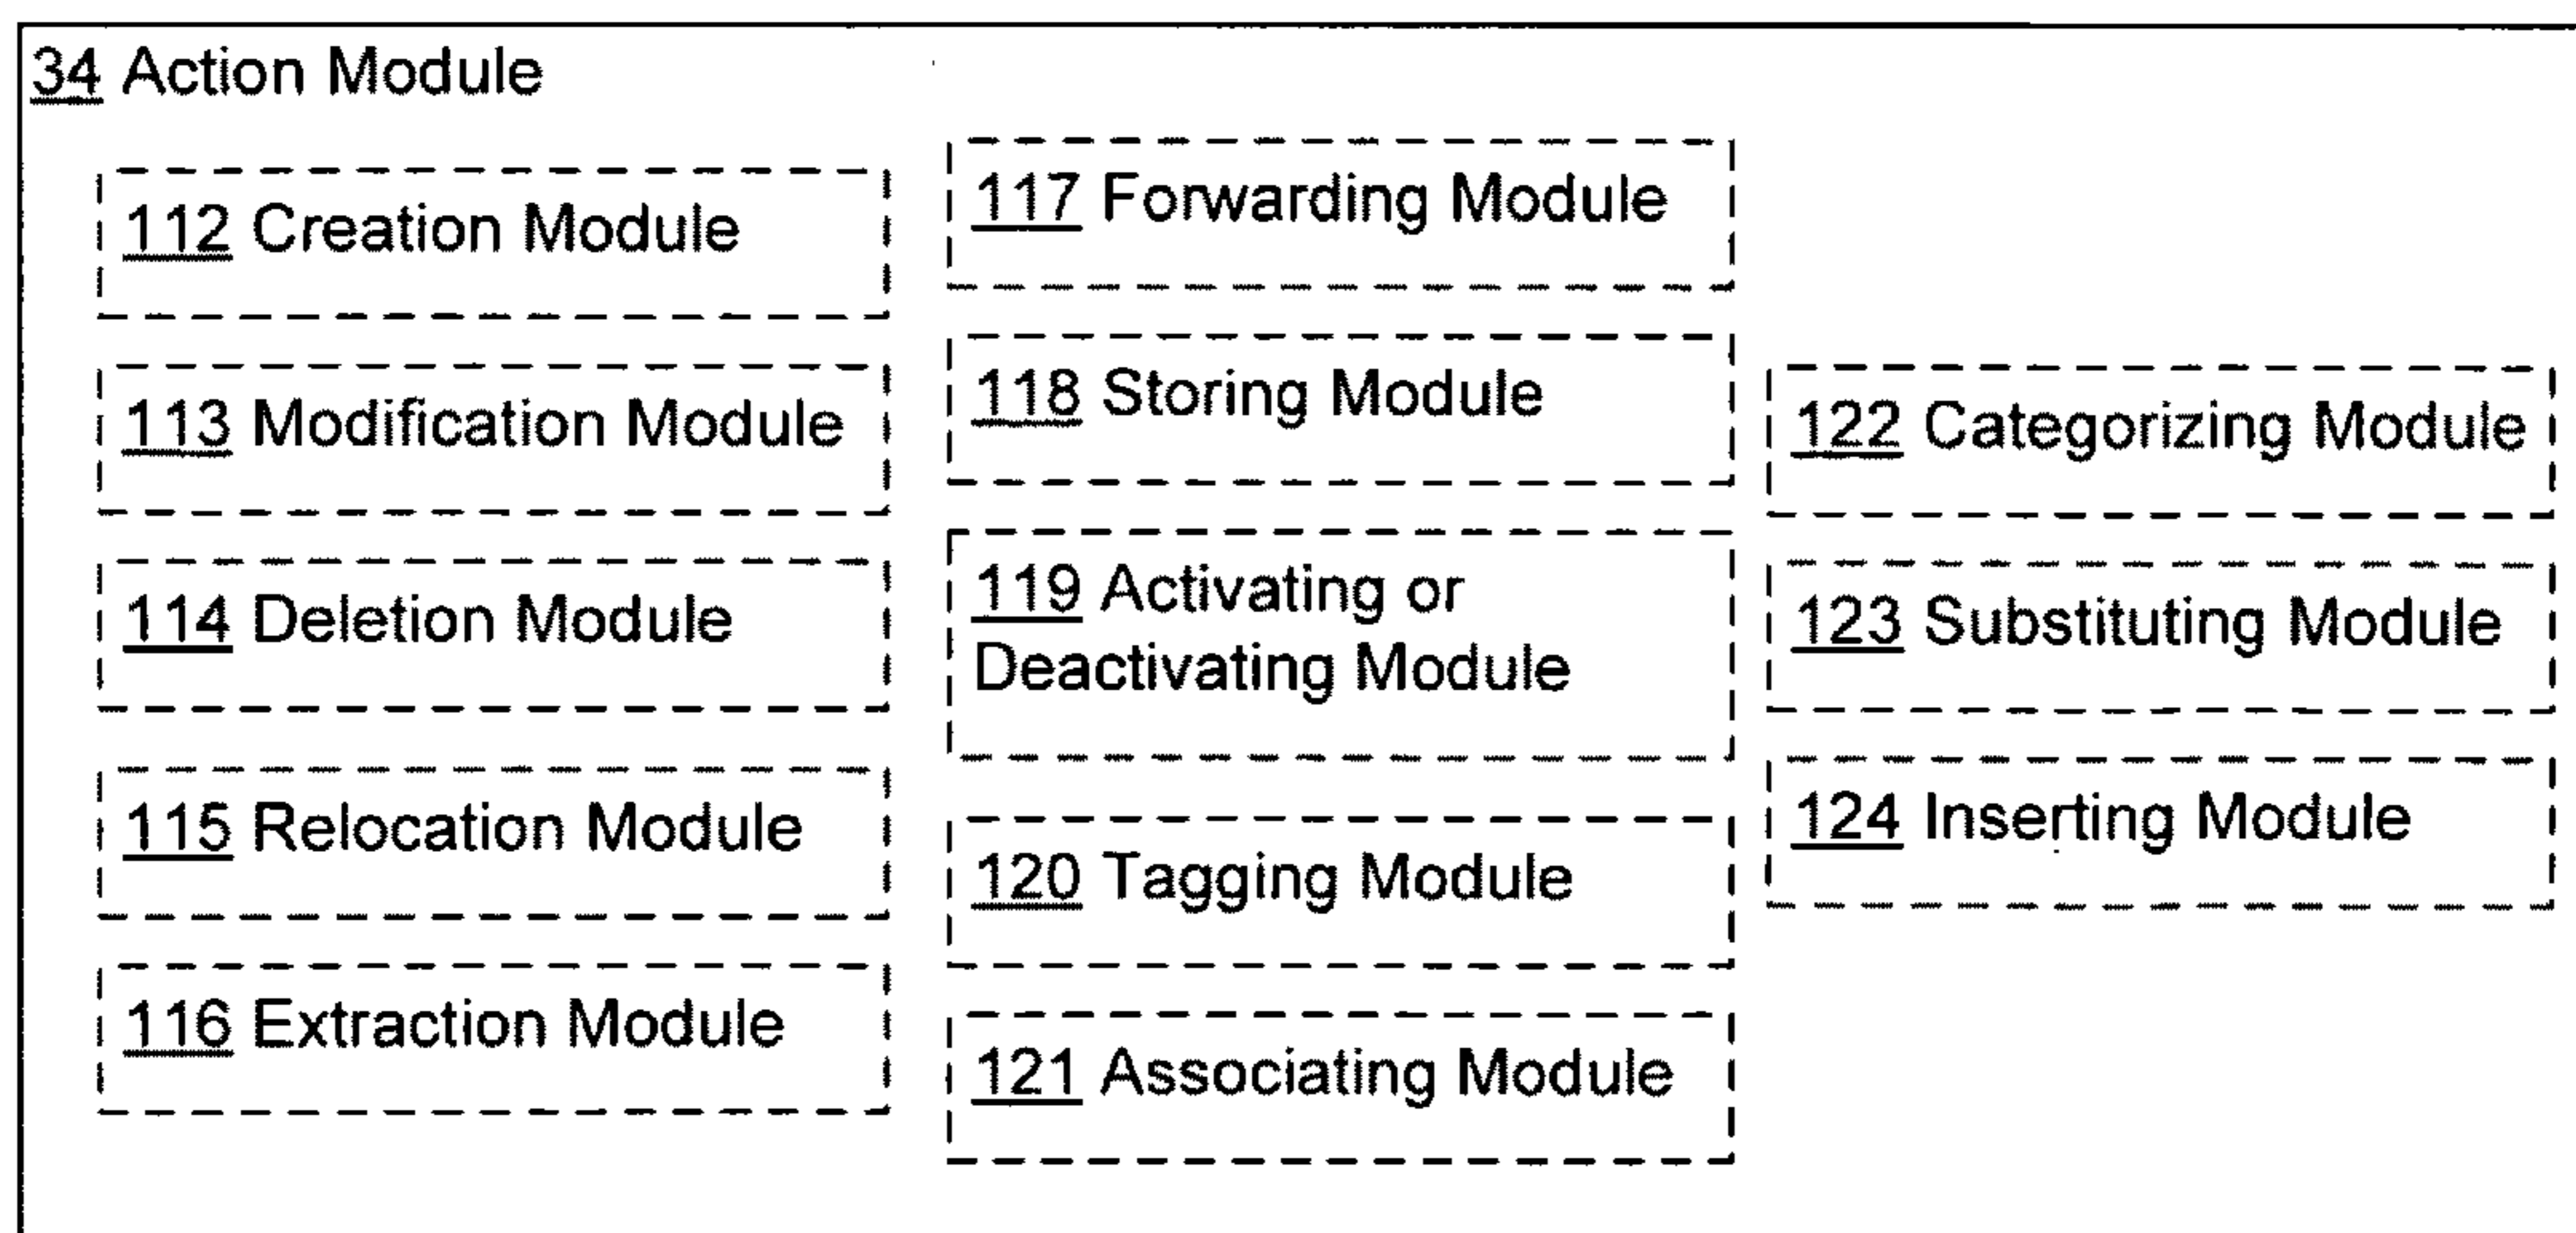 34 Action Module
112 Creation Module
113 Modification Module
114 Deletion Module
115 Relocation Module
116 Extraction Module
117 Forwarding Module
118 Storing Module
119 Activating or
Deactivating Module
120 Tagging Module
121 Associating Module
122 Categorizing Module
123 Substituting Module
124 Inserting Module